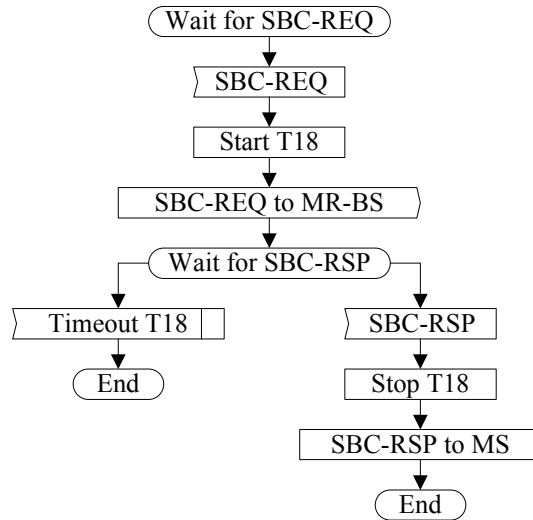 Wait for SBC-REQ
SBC-REQ
Start T18
SBC-REQ to MR-BS
Wait for SBC-RSP
Timeout T18
End
SBC-RSP
Stop T18
SBC-RSP to MS
End